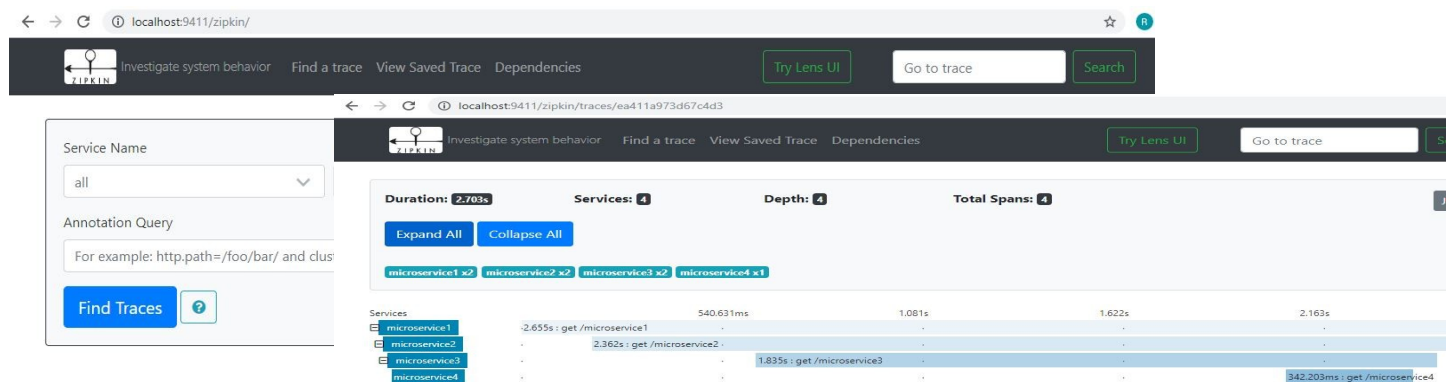 localhost:9411/zipkin/
R
ZIPKIN Investigate system behavior Find a trace View Saved Trace Dependencies Try Lens UI Go to trace Search
Service Name
all
Annotation Query
For example: http.path=/foo/bar/ and clus
Find Traces ?
localhost:9411/zipkin/traces/ea411a973d67c4d3
ZIPKIN Investigate system behavior Find a trace View Saved Trace Dependencies Try Lens UI Go to trace
Duration: 2.703s Services: 4 Depth: 4 Total Spans: 4 J
Expand All Collapse All
microservice1 x2 microservice2 x2 microservice3 x2 microservice4 x1
Services 540.631ms 1.081s 1.622s 2.163s
microservice1 2.655s : get /microservice1
microservice2 2.362s : get /microservice2
microservice3 1.835s : get /microservice3
microservice4 342.203ms : get /microservice4